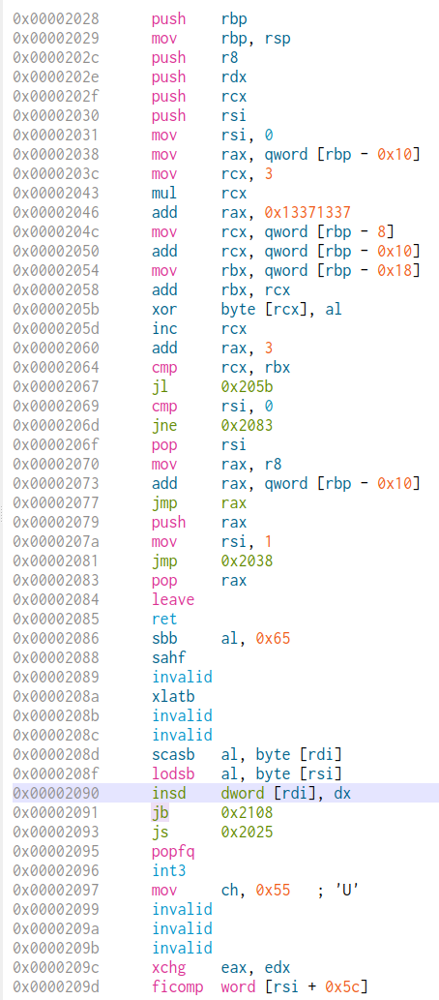 0x00002028 push rbp
0x00002029 mov rbp, rsp
0x0000202c push r8
0x0000202e push rdx
0x0000202f push rcx
0x00002030 push rsi
0x00002031 mov rsi, 0
0x00002038 mov rax, qword [rbp - 0x10]
0x0000203c mov rcx, 3
0x00002043 mul rcx
0x00002046 add rax, 0x13371337
0x0000204c mov rcx, qword [rbp - 8]
0x00002050 add rcx, qword [rbp - 0x10]
0x00002054 mov rbx, qword [rbp - 0x18]
0x00002058 add rbx, rcx
0x0000205b xor byte [rcx], al
0x0000205d inc rcx
0x00002060 add rax, 3
0x00002064 cmp rcx, rbx
0x00002067 jl 0x205b
0x00002069 cmp rsi, 0
0x0000206d jne 0x2083
0x0000206f pop rsi
0x00002070 mov rax, r8
0x00002073 add rax, qword [rbp - 0x10]
0x00002077 jmp rax
0x00002079 push rax
0x0000207a mov rsi, 1
0x00002081 jmp 0x2038
0x00002083 pop rax
0x00002084 leave
0x00002085 ret
0x00002086 sbb al, 0x65
0x00002088 sahf
0x00002089 invalid
0x0000208a xlatb
0x0000208b invalid
0x0000208c invalid
0x0000208d scasb al, byte [rdi]
0x0000208f lodsb al, byte [rsi]
0x00002090 insd dword [rdi], dx
0x00002091 jb 0x2108
0x00002093 js 0x2025
0x00002095 popfq
0x00002096 int3
0x00002097 mov ch, 0x55 ; 'U'
0x00002099 invalid
0x0000209a invalid
0x0000209b invalid
0x0000209c xchg eax, edx
0x0000209d ficomp word [rsi + 0x5c]